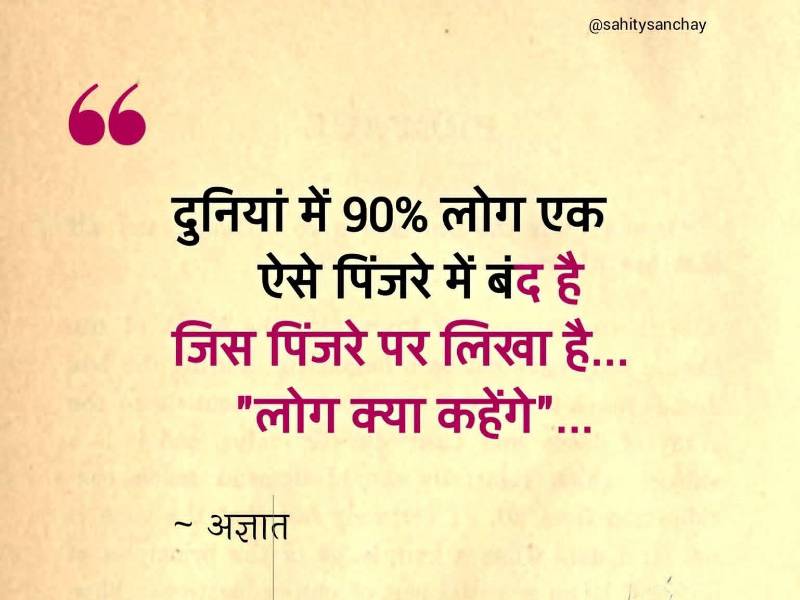 @sahitysanchay
❝
दुनियां में 90% लोग एक
ऐसे पिंजरे में बंद है
जिस पिंजरे पर लिखा है...
"लोग क्या कहेंगे"...
~ अज्ञात